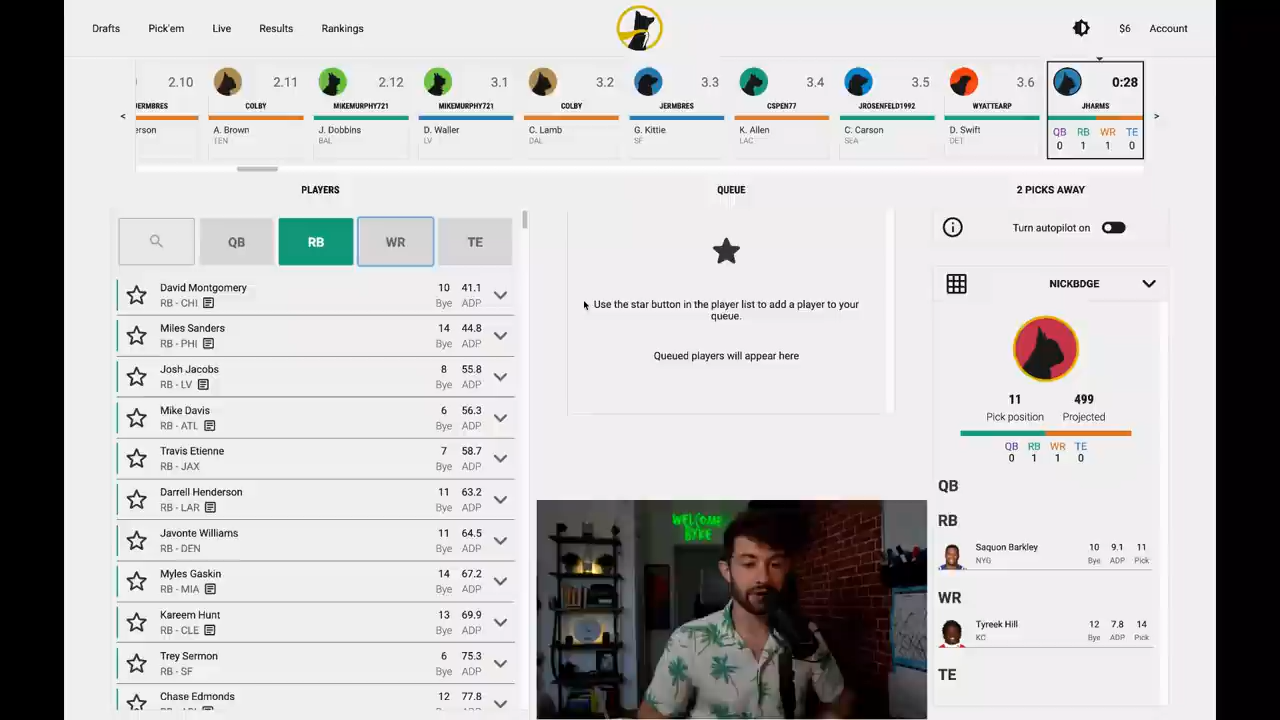 Drafts Pick'em Live Results Rankings $6 Account
2.10 2.11 2.12 3.1 3.2 3.3 3.4 3.5 3.6 0:28
JERMBRES COLBY MIKEMURPHY721 MIKEMURPHY721 COLBY JERMBRES CSPEN77 JROSENFELD1992 WYATTEARP JHARMS
erson A. Brown J. Dobbins D. Waller C. Lamb G. Kittle K. Allen C. Carson D. Swift QB RB WR TE
TEN BAL LV DAL SF LAC SEA DET 0 1 1 0
< >
PLAYERS QUEUE 2 PICKS AWAY
QB RB WR TE
Turn autopilot on
David Montgomery 10 41.1
RB - CHI Bye ADP
Miles Sanders 14 44.8
RB - PHI Bye ADP
Josh Jacobs 8 55.8
RB - LV Bye ADP
Mike Davis 6 56.3
RB - ATL Bye ADP
Travis Etienne 7 58.7
RB - JAX Bye ADP
Darrell Henderson 11 63.2
RB - LAR Bye ADP
Javonte Williams 11 64.5
RB - DEN Bye ADP
Myles Gaskin 14 67.2
RB - MIA Bye ADP
Kareem Hunt 13 69.9
RB - CLE Bye ADP
Trey Sermon 6 75.3
RB - SF Bye ADP
Chase Edmonds 12 77.8
Use the star button in the player list to add a player to your
queue.
Queued players will appear here
WELCOME
BYKE
NICKBDGE
11 499
Pick position Projected
QB RB WR TE
0 1 1 0
QB
RB
Saquon Barkley 10 9.1 11
NYG Bye ADP Pick
WR
Tyreek Hill 12 7.8 14
KC Bye ADP Pick
TE